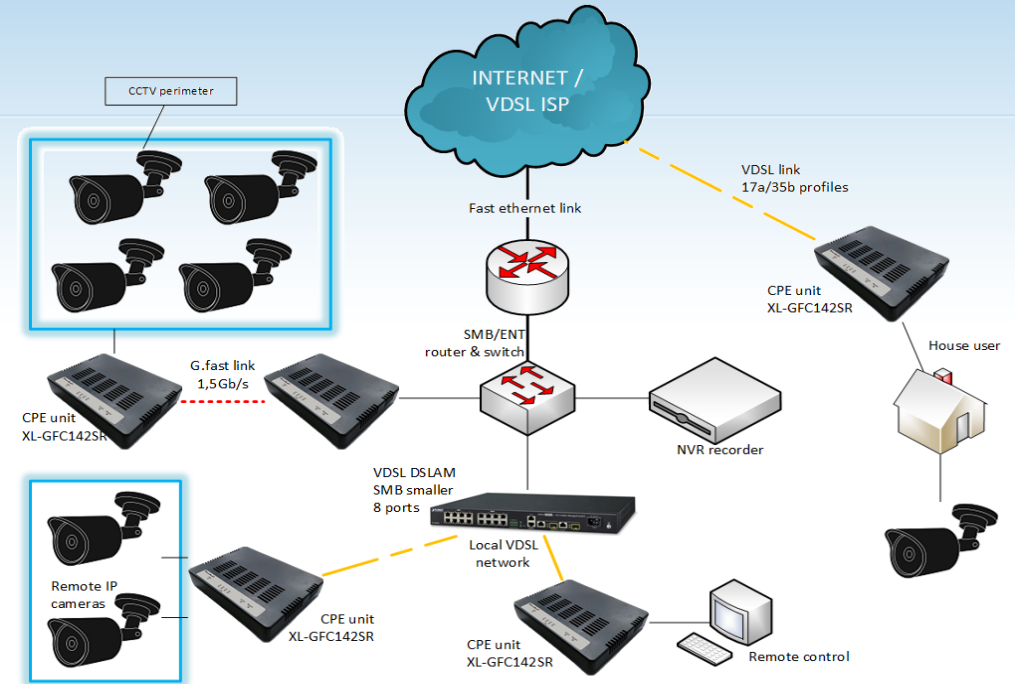 INTERNET /
VDSL ISP
CCTV perimeter
VDSL link
17a/35b profiles
Fast ethernet link
CPE unit
XL-GFC142SR
SMB/ENT
router & switch
House user
G.fast link
1,5Gb/s
CPE unit
XL-GFC142SR
NVR recorder
VDSL DSLAM
SMB smaller
8 ports
Local VDSL
network
Remote IP
cameras
CPE unit
XL-GFC142SR
CPE unit
XL-GFC142SR
Remote control